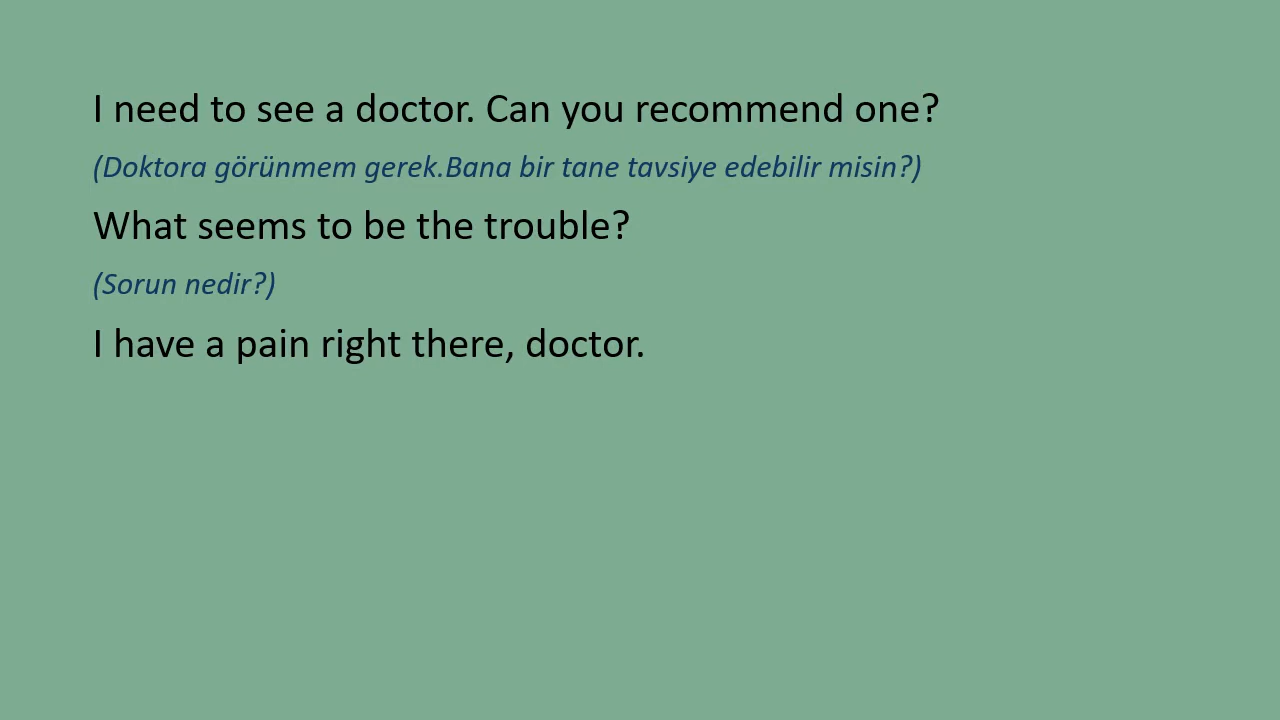 I need to see a doctor. Can you recommend one?
(Doktora görünmem gerek.Bana bir tane tavsiye edebilir misin?)
What seems to be the trouble?
(Sorun nedir?)
I have a pain right there, doctor.